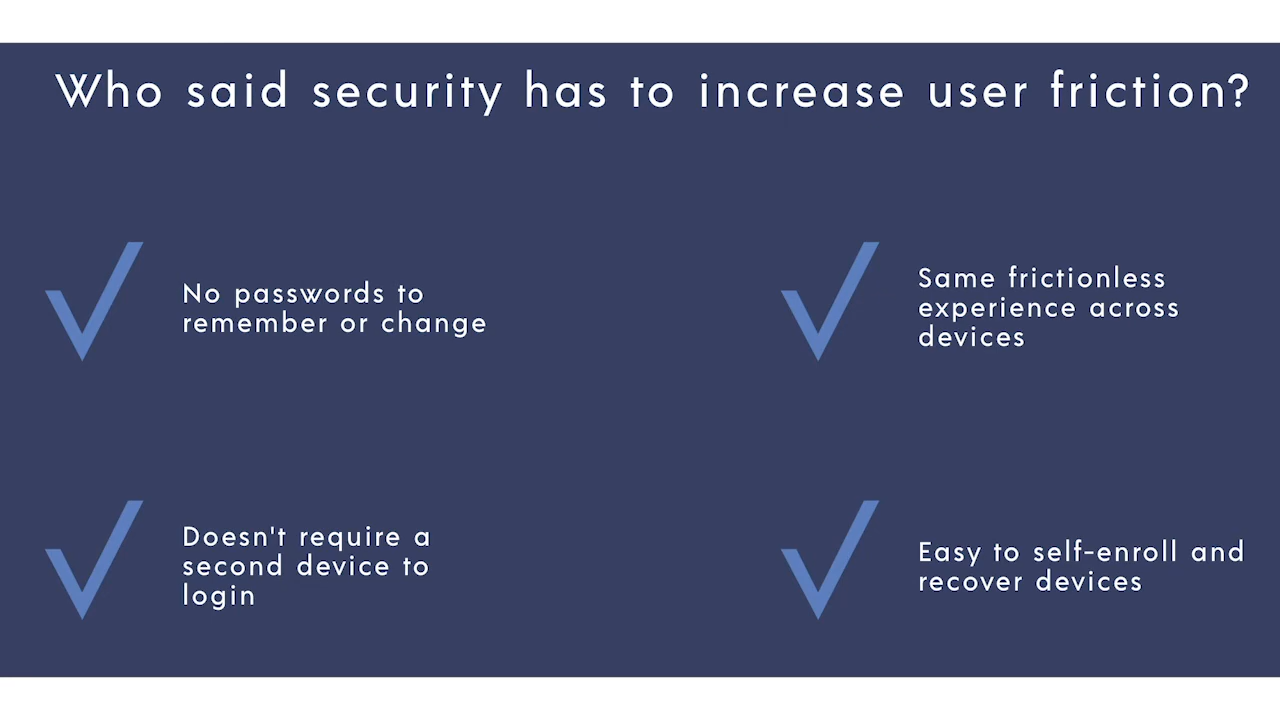 Who said security has to increase user friction?
No passwords to
remember or change
Same frictionless
experience across
devices
Doesn't require a
second device to
login
Easy to self-enroll and
recover devices